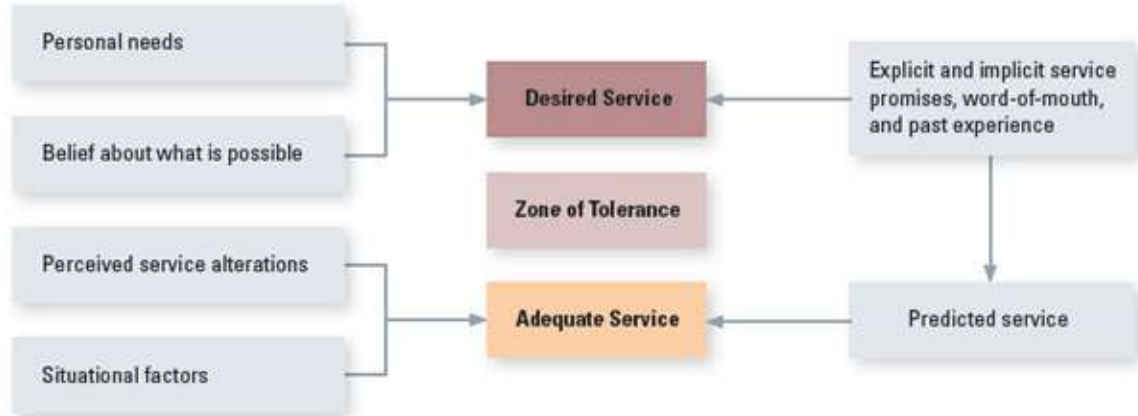 Personal needs
Belief about what is possible
Perceived service alterations
Situational factors
Desired Service
Zone of Tolerance
Adequate Service
Explicit and implicit service
promises, word-of-mouth,
and past experience
Predicted service